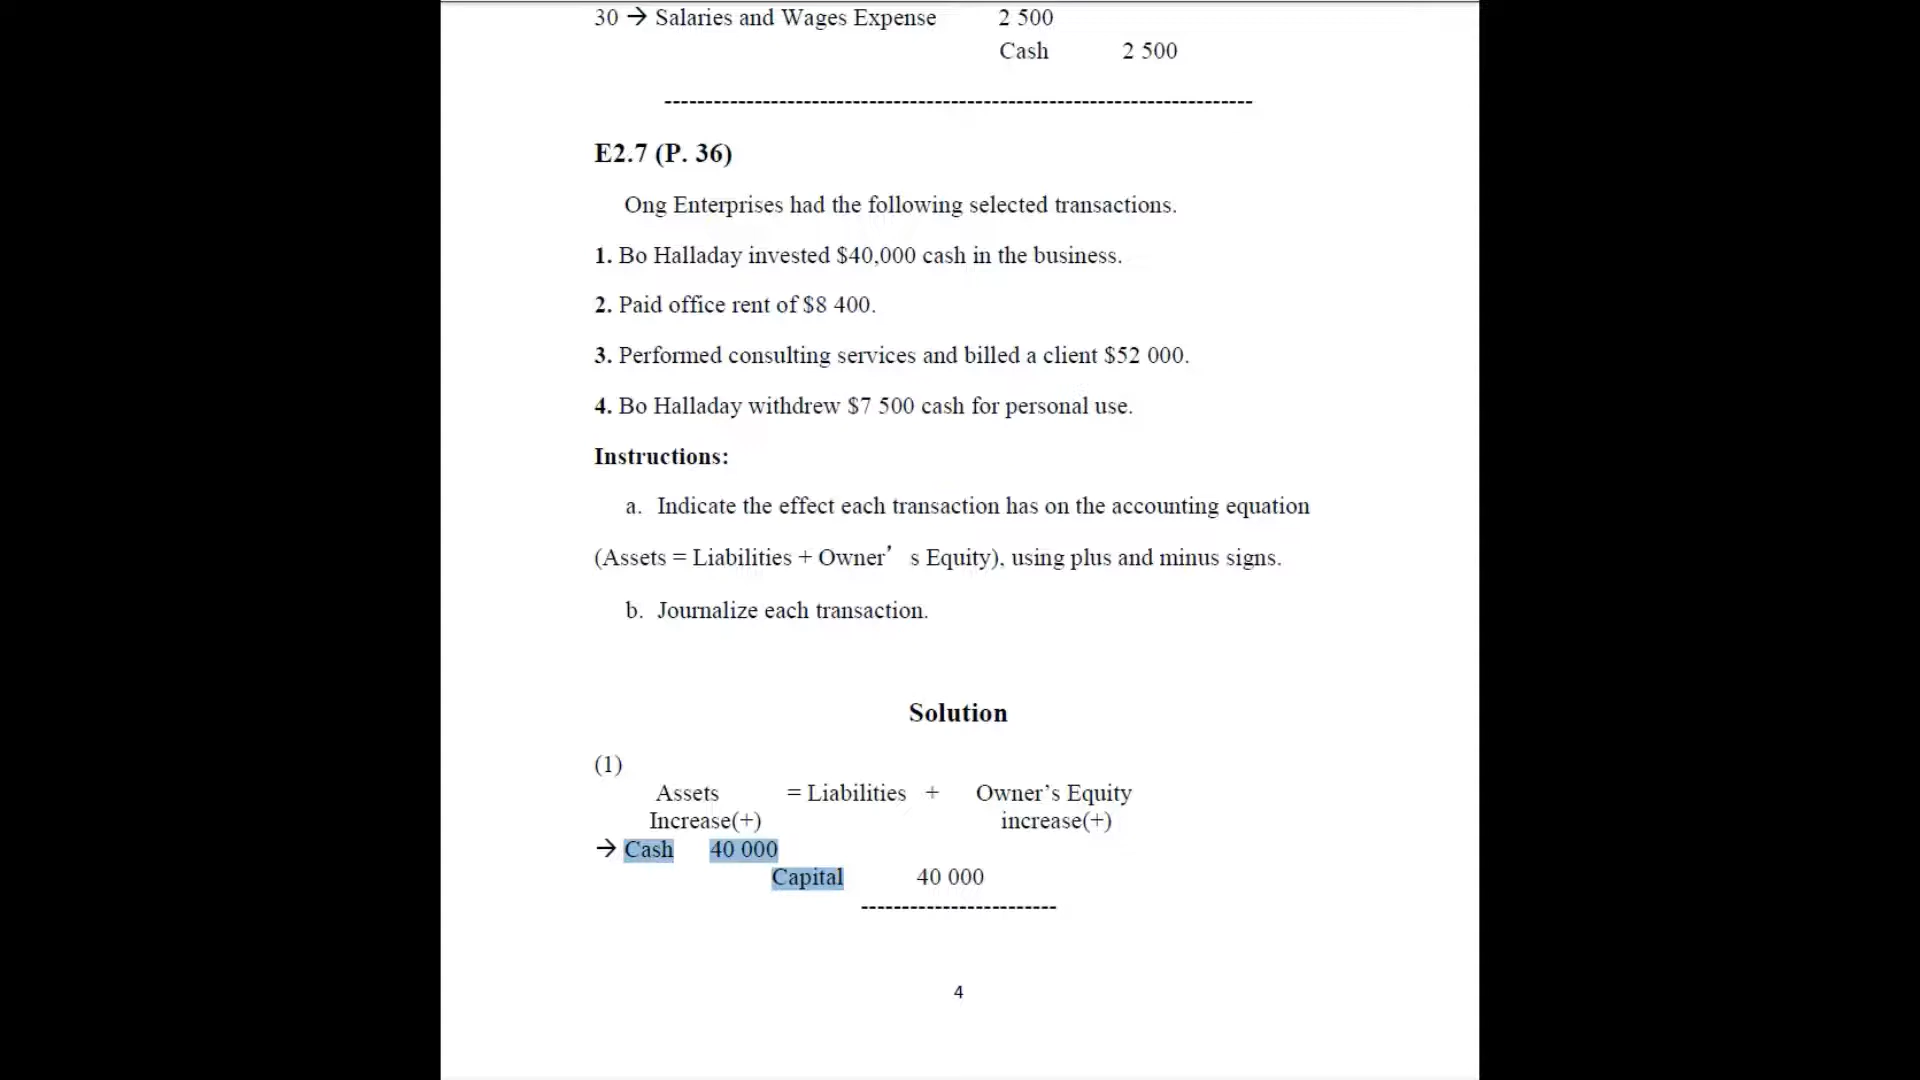 30 → Salaries and Wages Expense 2 500
Cash 2 500
------------------------------------------------------------------------
E2.7 (P. 36)
Ong Enterprises had the following selected transactions.
1. Bo Halladay invested $40,000 cash in the business.
2. Paid office rent of $8 400.
3. Performed consulting services and billed a client $52 000.
4. Bo Halladay withdrew $7 500 cash for personal use.
Instructions:
a. Indicate the effect each transaction has on the accounting equation
(Assets = Liabilities + Owner’ s Equity), using plus and minus signs.
b. Journalize each transaction.
Solution
(1)
Assets = Liabilities + Owner’s Equity
Increase(+) increase(+)
→ Cash 40 000
Capital 40 000
------------------------
4